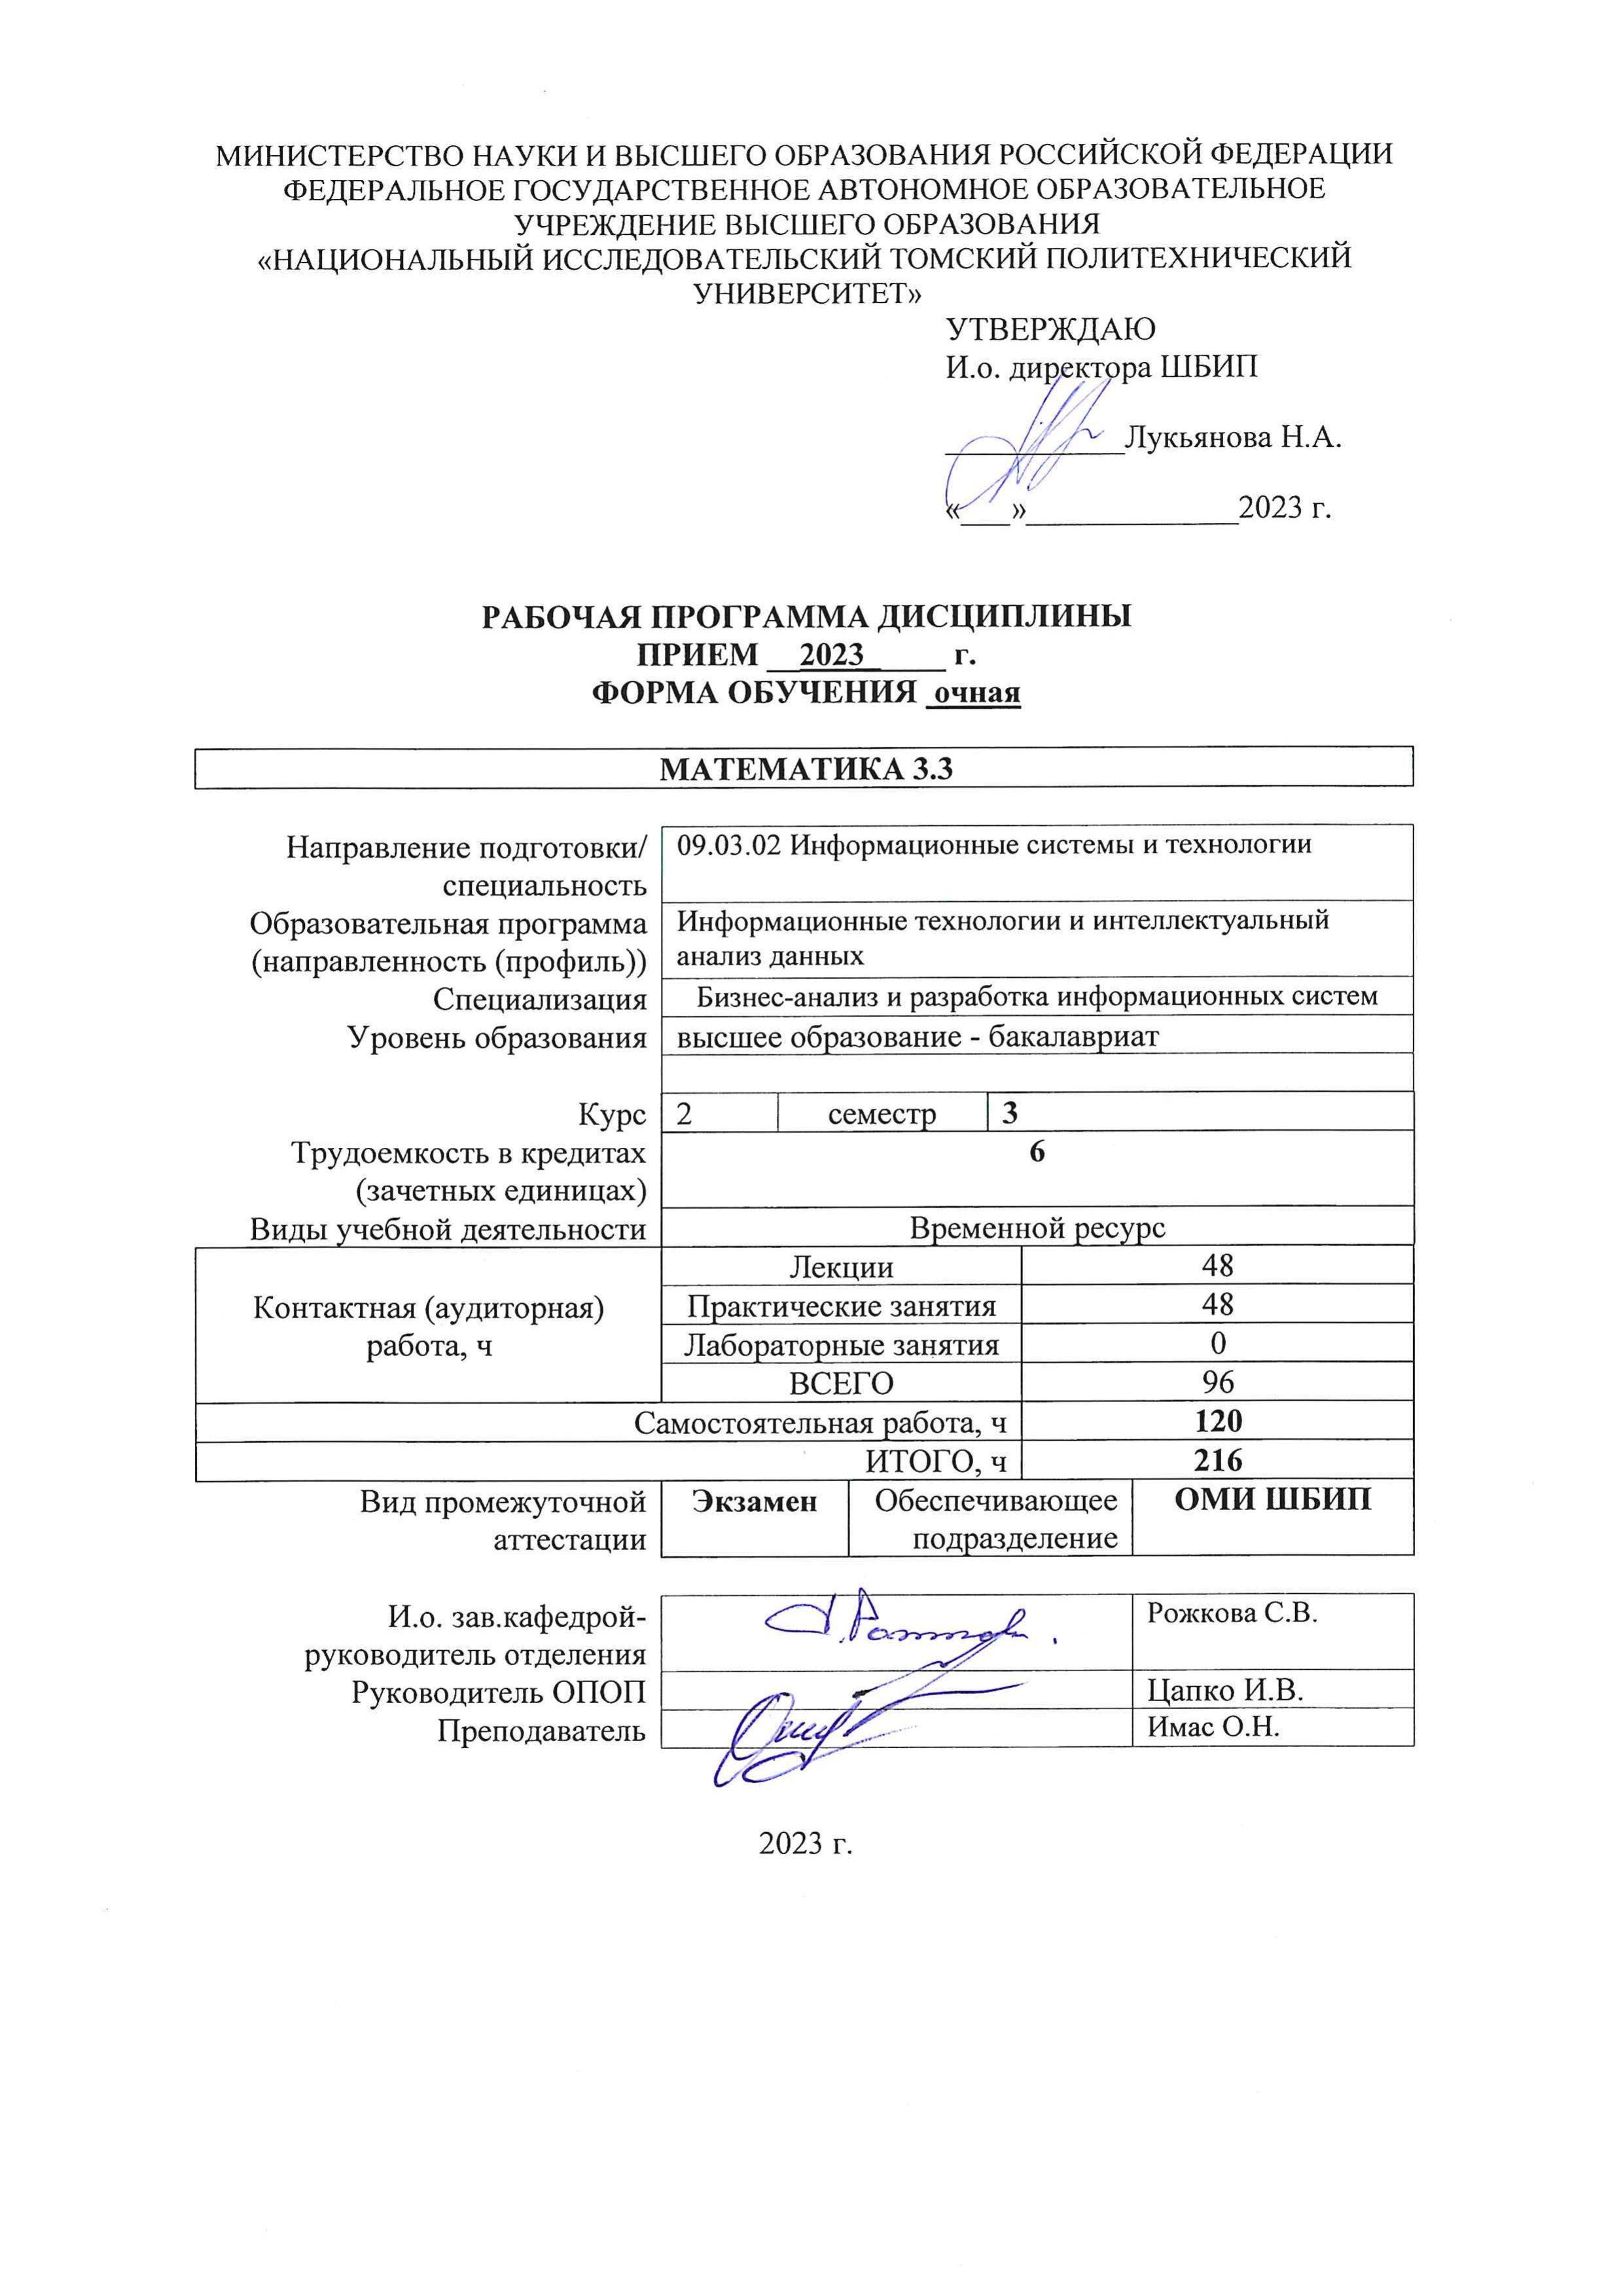 МИНИСТЕРСТВО НАУКИ И ВЫСШЕГО ОБРАЗОВАНИЯ РОССИЙСКОЙ ФЕДЕРАЦИИ
ФЕДЕРАЛЬНОЕ ГОСУДАРСТВЕННОЕ АВТОНОМНОЕ ОБРАЗОВАТЕЛЬНОЕ
УЧРЕЖДЕНИЕ ВЫСШЕГО ОБРАЗОВАНИЯ
«НАЦИОНАЛЬНЫЙ ИССЛЕДОВАТЕЛЬСКИЙ ТОМСКИЙ ПОЛИТЕХНИЧЕСКИЙ
УНИВЕРСИТЕТ»
УТВЕРЖДАЮ
И.о. директора ШБИП
___________Лукьянова Н.А.
«___»_____________2023 г.
РАБОЧАЯ ПРОГРАММА ДИСЦИПЛИНЫ
ПРИЕМ __2023_____ г.
ФОРМА ОБУЧЕНИЯ _очная
МАТЕМАТИКА 3.3
Направление подготовки/ 09.03.02 Информационные системы и технологии
специальность
Образовательная программа Информационные технологии и интеллектуальный
(направленность (профиль)) анализ данных
Специализация Бизнес-анализ и разработка информационных систем
Уровень образования высшее образование - бакалавриат
Курс 2 семестр 3
Трудоемкость в кредитах 6
(зачетных единицах)
Виды учебной деятельности Временной ресурс
Контактная (аудиторная)
работа, ч
Лекции 48
Практические занятия 48
Лабораторные занятия 0
ВСЕГО 96
Самостоятельная работа, ч 120
ИТОГО, ч 216
Вид промежуточной Экзамен Обеспечивающее ОМИ ШБИП
аттестации подразделение
И.о. зав.кафедрой- Рожкова С.В.
руководитель отделения
Руководитель ОПОП Цапко И.В.
Преподаватель Имас О.Н.
2023 г.